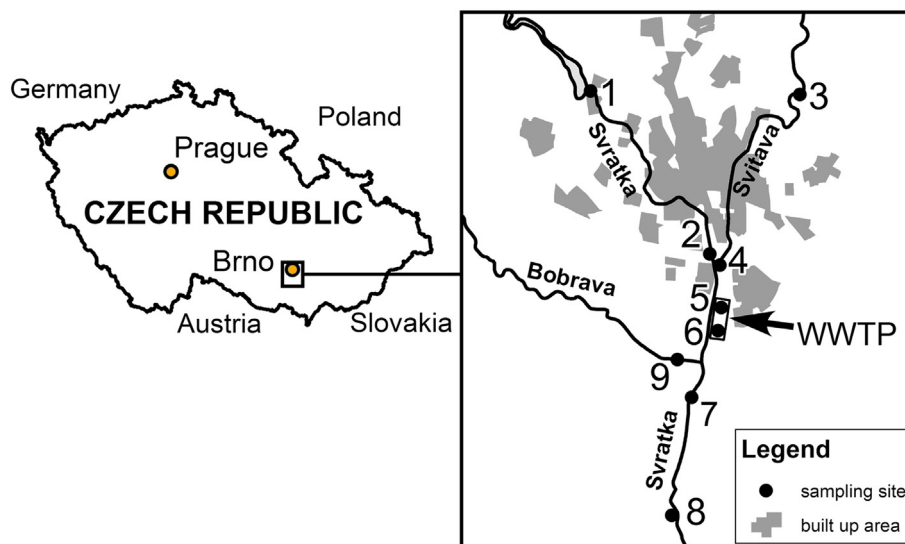 Germany
Poland
Prague
CZECH REPUBLIC
Brno
Austria
Slovakia
1
3
Svratka
Svitava
2
4
Bobrava
5
6
WWTP
9
7
Svratka
8
Legend
sampling site
built up area